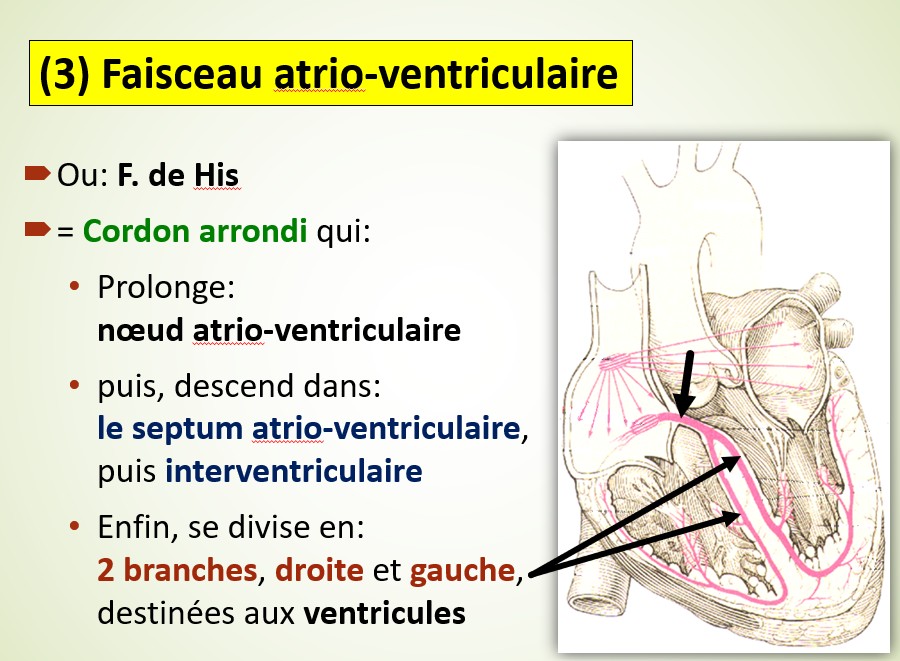 (3) Faisceau atrio-ventriculaire
Ou: F. de His
= Cordon arrondi qui:
• Prolonge:
nœud atrio-ventriculaire
• puis, descend dans:
le septum atrio-ventriculaire,
puis interventriculaire
• Enfin, se divise en:
2 branches, droite et gauche,
destinées aux ventricules